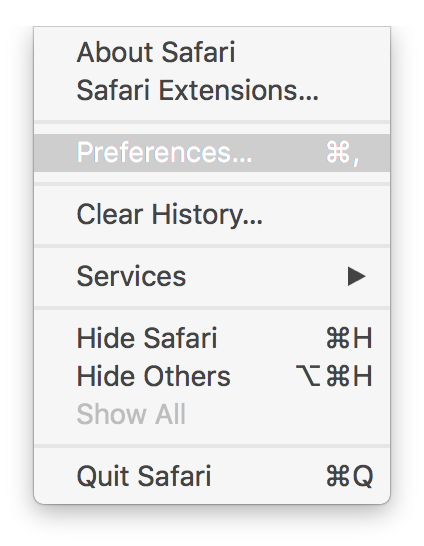 About Safari
Safari Extensions...
Preferences... ⌘,
Clear History...
Services ▶
Hide Safari ⌘H
Hide Others ⌥⌘H
Show All
Quit Safari ⌘Q